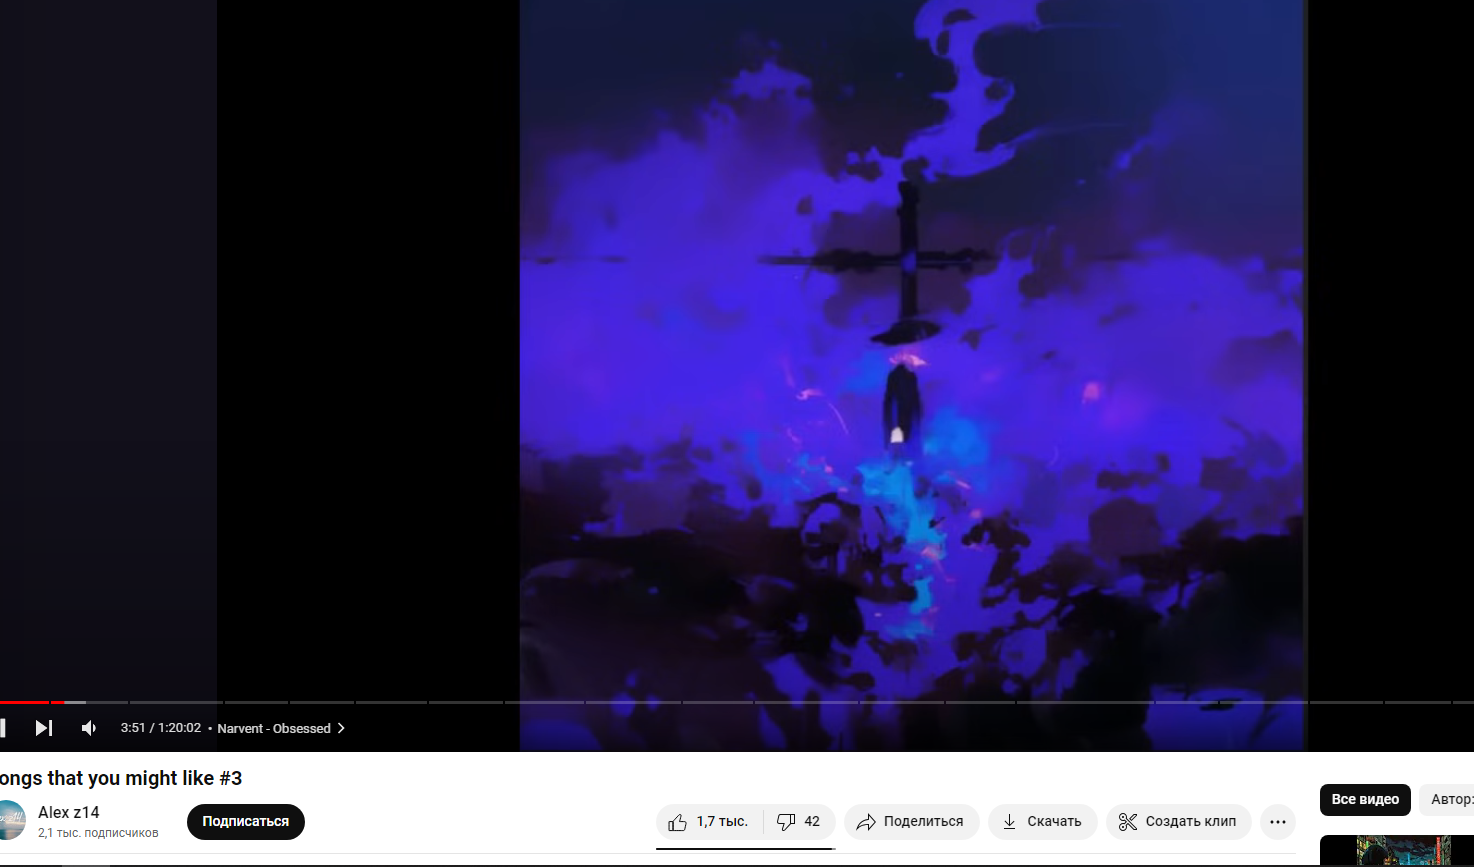 3:51 / 1:20:02 • Narvent - Obsessed
ongs that you might like #3
Alex z14
2,1 тыс. подписчиков
Подписаться
1,7 тыс.
42
Поделиться
Скачать
Создать клип
Все видео
Автор: